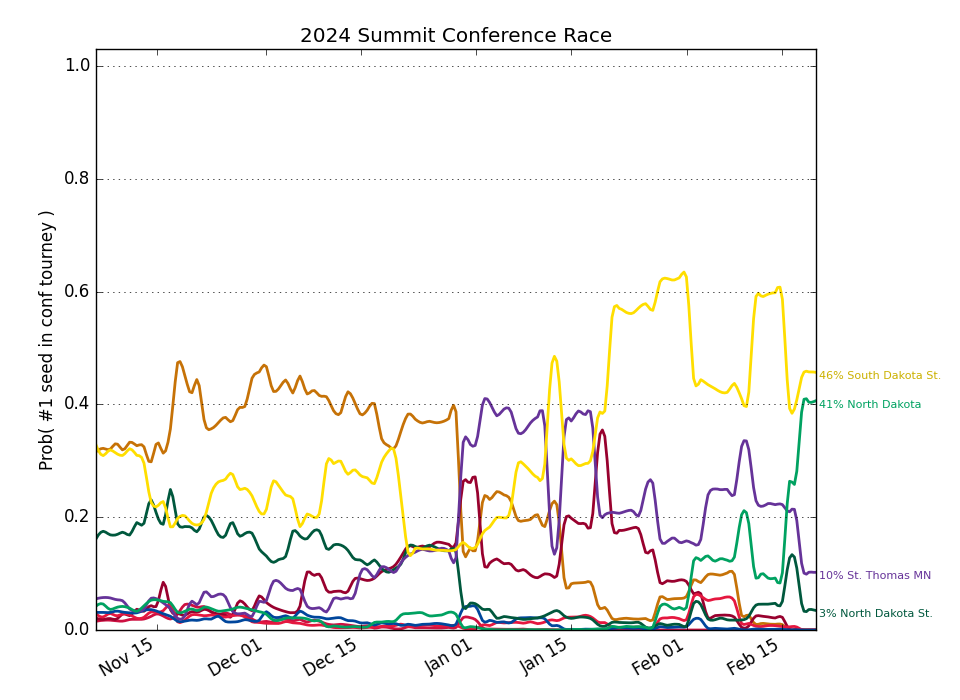 2024 Summit Conference Race
Prob( #1 seed in conf tourney )
1.0
0.8
0.6
0.4
0.2
0.0
46% South Dakota St.
41% North Dakota
10% St. Thomas MN
3% North Dakota St.
Nov 15
Dec 01
Dec 15
Jan 01
Jan 15
Feb 01
Feb 15